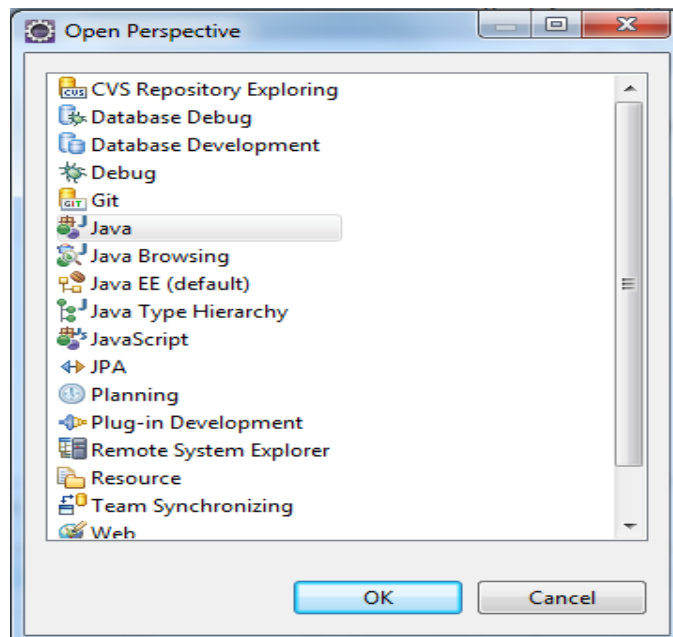 Open Perspective
CVS Repository Exploring
Database Debug
Database Development
Debug
Git
Java
Java Browsing
Java EE (default)
Java Type Hierarchy
JavaScript
JPA
Planning
Plug-in Development
Remote System Explorer
Resource
Team Synchronizing
Web
OK Cancel